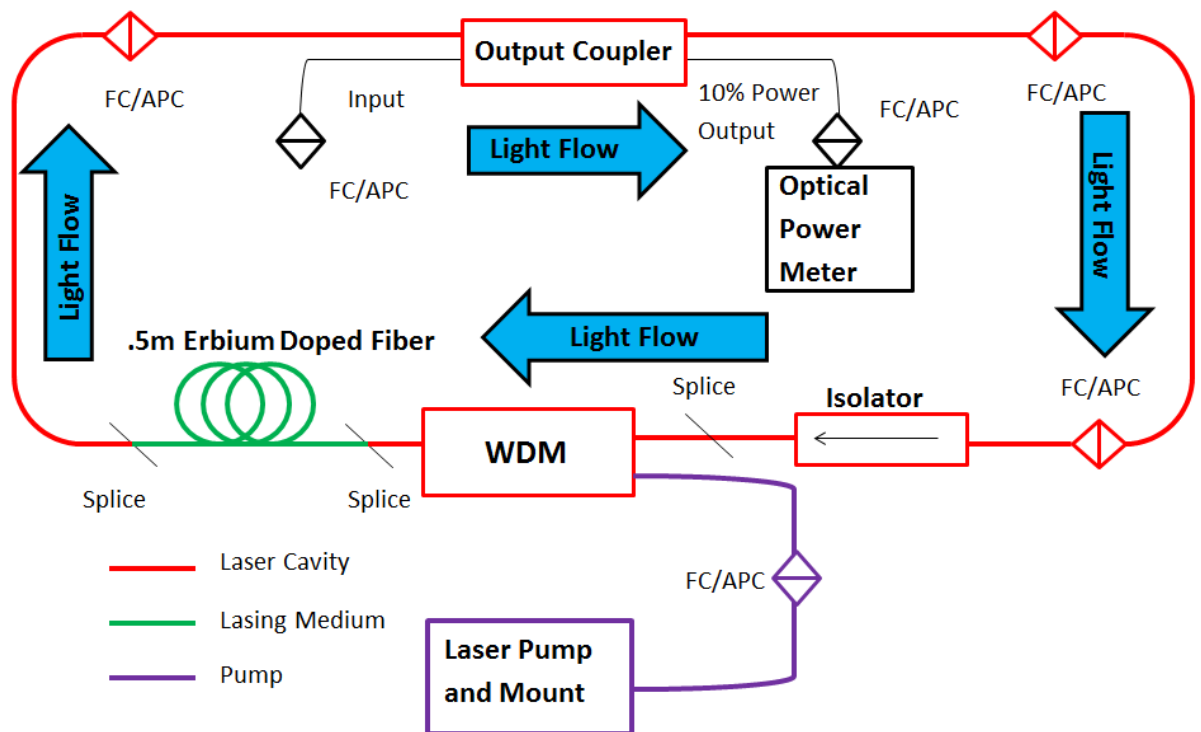 Output Coupler
FC/APC
Input
10% Power
Output
FC/APC
FC/APC
Light Flow
FC/APC
Light Flow
Light Flow
Optical
Power
Meter
.5m Erbium Doped Fiber
Light Flow
Splice
Isolator
FC/APC
WDM
Splice
Splice
Laser Cavity
FC/APC
Lasing Medium
Laser Pump
and Mount
Pump